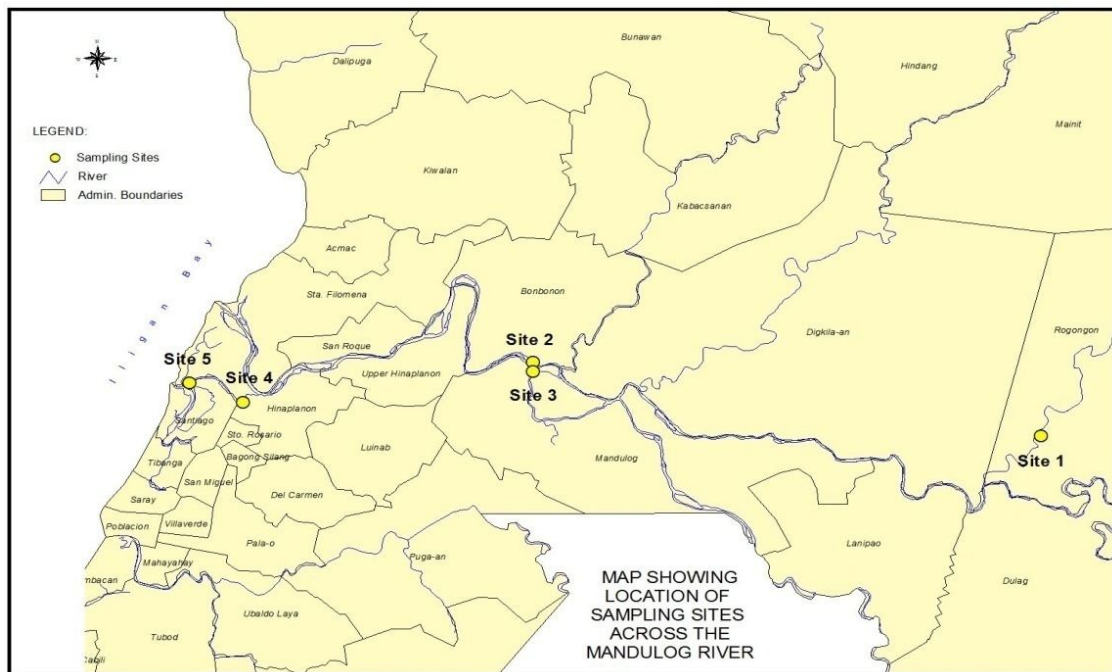 Bunawan
Dalipuga
Hindang
LEGEND:
Sampling Sites
River
Admin. Boundaries
Mainit
Kiwalan
Kabacsanan
Acmac
Iligan Bay
Sta. Filomena
Bonbonon
Digkila-an
Rogongon
San Roque
Site 2
Site 5
Upper Hinaplanon
Site 4
Site 3
Hinaplanon
Santiago
Sto. Rosario
Luinab
Mandulog
Site 1
Bagong Silang
Tibanga
San Miguel
Del Carmen
Saray
Poblacion
Villaverde
Pala-o
Lanipao
Puga-an
Mahayahay
Dulag
mbacan
Ubaldo Laya
Tubod
MAP SHOWING
LOCATION OF
SAMPLING SITES
ACROSS THE
MANDULOG RIVER